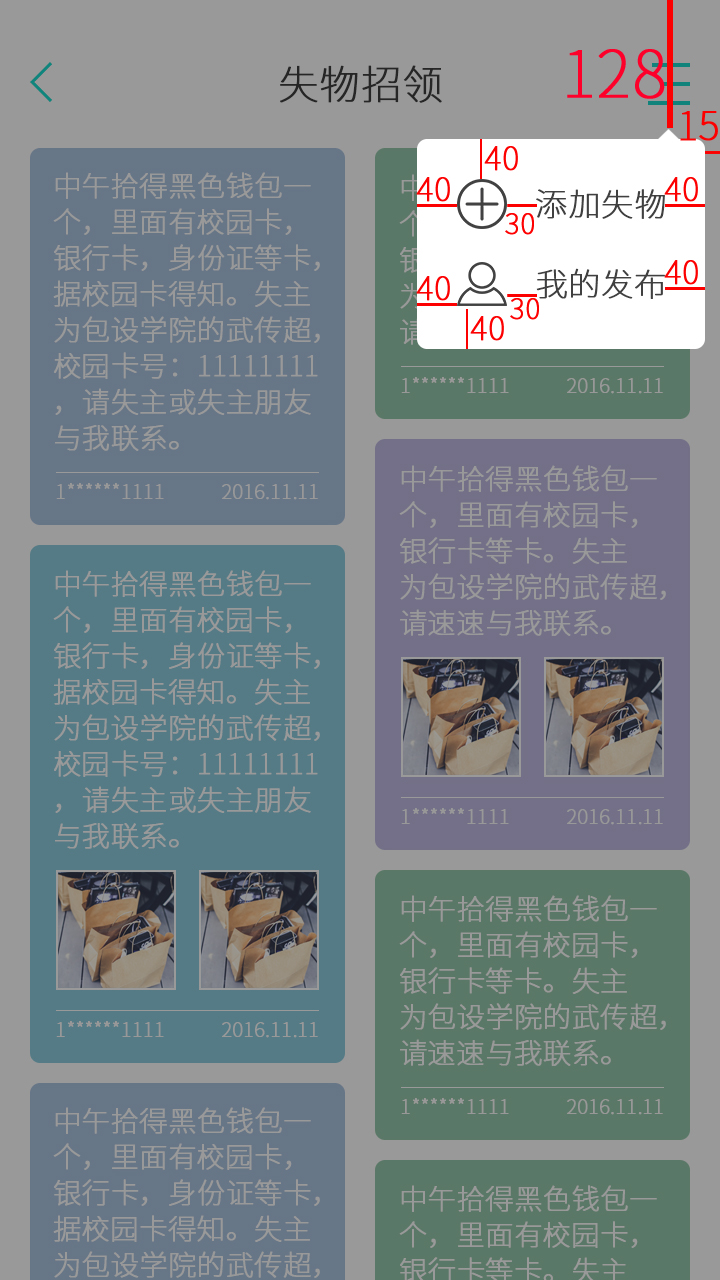 失物招领
128
15
40
40
添加失物
40
30
40
我的发布
40
30
40
中午拾得黑色钱包一
个，里面有校园卡，
银行卡，身份证等卡，
据校园卡得知。失主
为包设学院的武传超，
校园卡号：11111111
，请失主或失主朋友
与我联系。
1******1111 2016.11.11
中
个
银
为
请
1******1111 2016.11.11
中午拾得黑色钱包一
个，里面有校园卡，
银行卡等卡。失主
为包设学院的武传超，
请速速与我联系。
1******1111 2016.11.11
中午拾得黑色钱包一
个，里面有校园卡，
银行卡，身份证等卡，
据校园卡得知。失主
为包设学院的武传超，
校园卡号：11111111
，请失主或失主朋友
与我联系。
1******1111 2016.11.11
中午拾得黑色钱包一
个，里面有校园卡，
银行卡等卡。失主
为包设学院的武传超，
请速速与我联系。
1******1111 2016.11.11
中午拾得黑色钱包一
个，里面有校园卡，
银行卡，身份证等卡，
据校园卡得知。失主
为包设学院的武传超，
中午拾得黑色钱包一
个，里面有校园卡，
银行卡等卡。失主